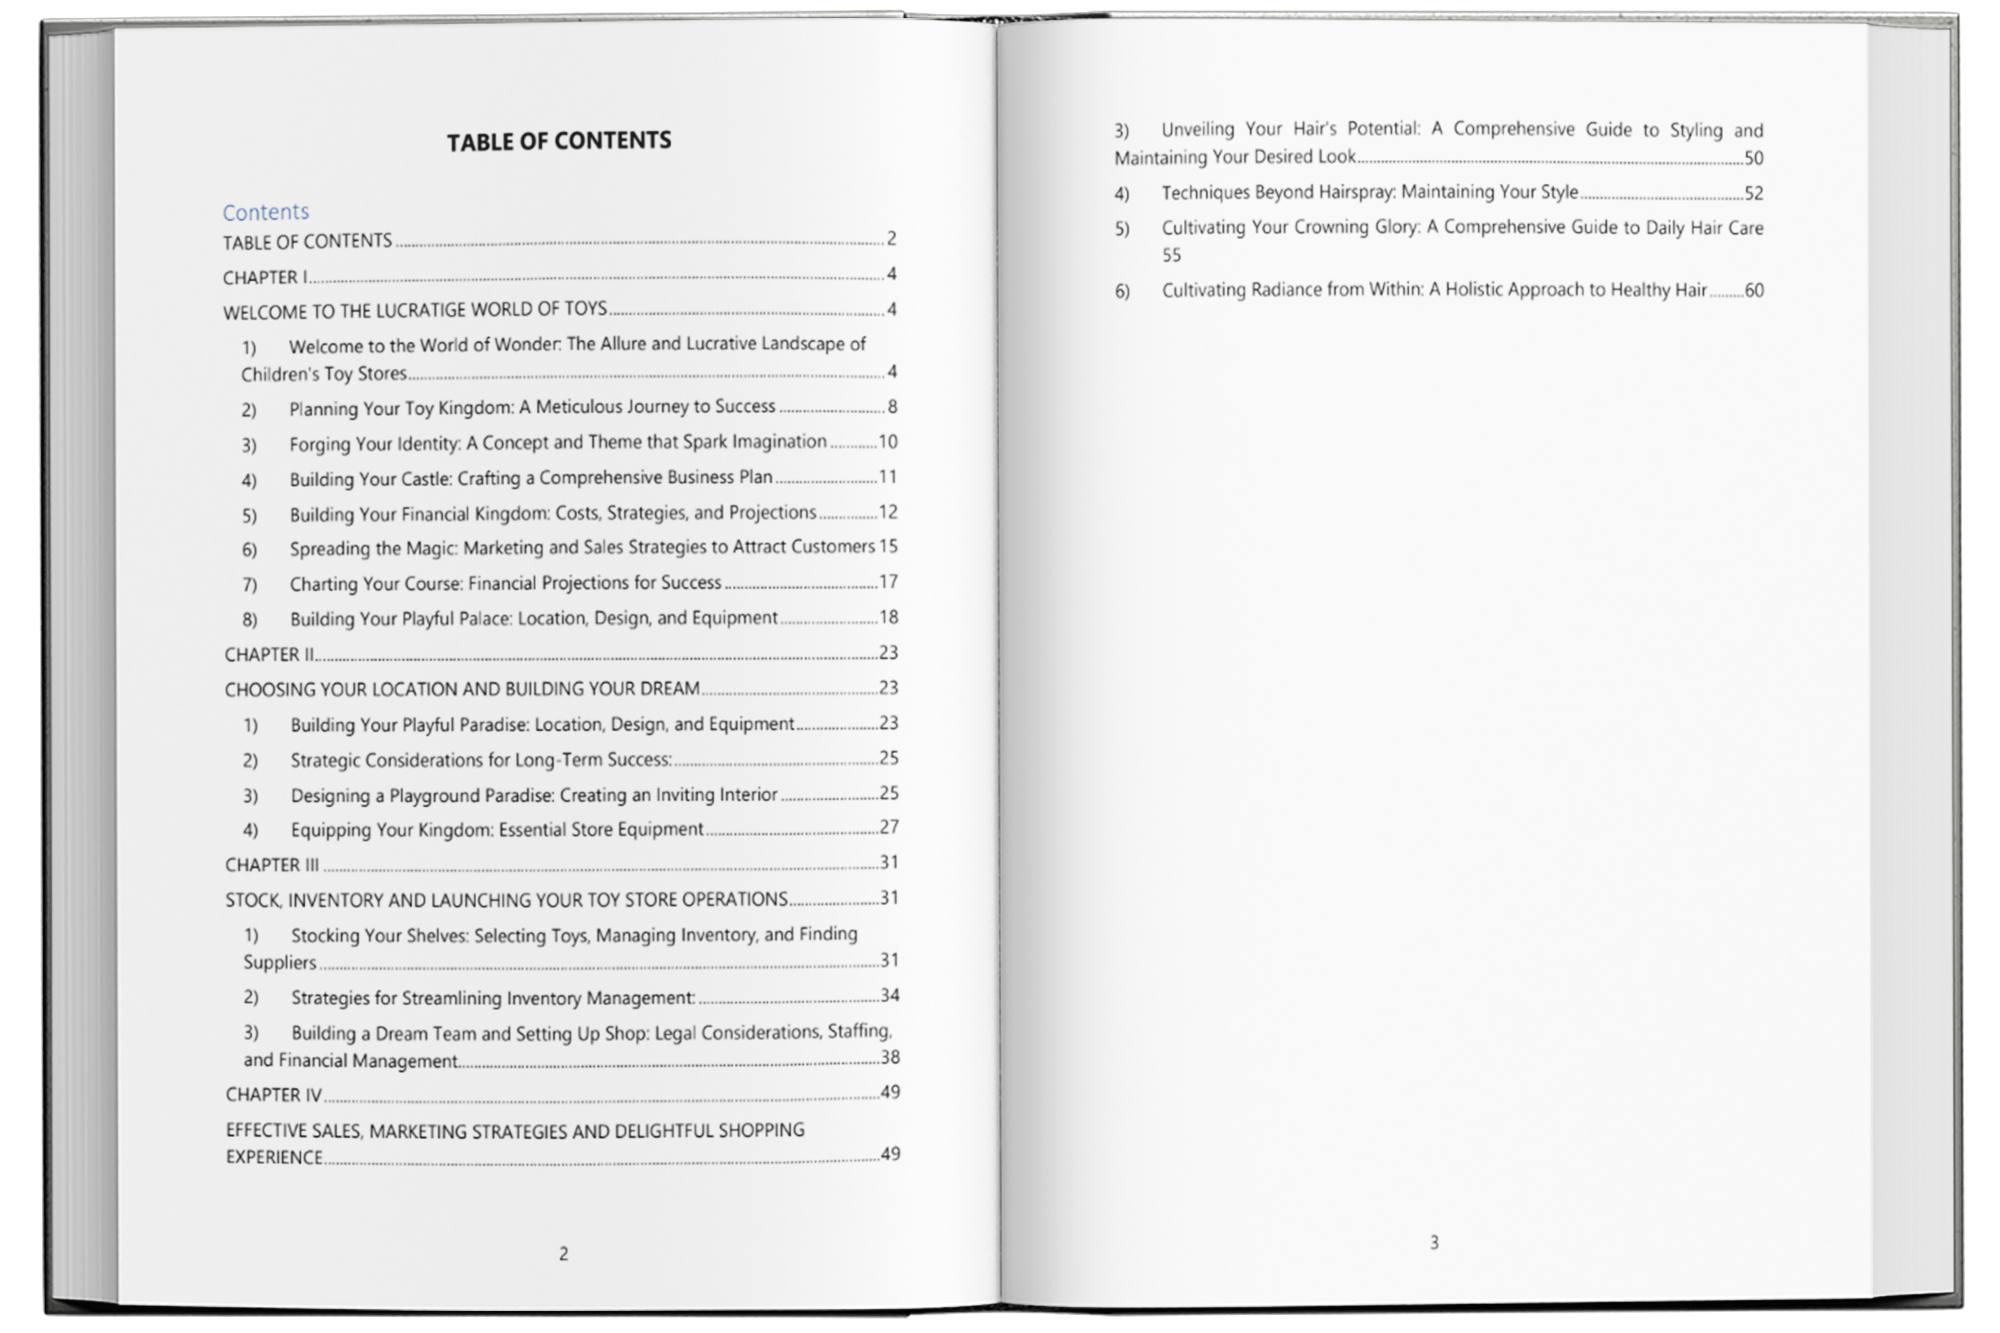 TABLE OF CONTENTS
Contents
TABLE OF CONTENTS 2
CHAPTER I 4
WELCOME TO THE LUCRATIGE WORLD OF TOYS 4
1) Welcome to the World of Wonder: The Allure and Lucrative Landscape of
Children's Toy Stores 4
2) Planning Your Toy Kingdom: A Meticulous Journey to Success 8
3) Forging Your Identity: A Concept and Theme that Spark Imagination 10
4) Building Your Castle: Crafting a Comprehensive Business Plan 11
5) Building Your Financial Kingdom: Costs, Strategies, and Projections 12
6) Spreading the Magic: Marketing and Sales Strategies to Attract Customers 15
7) Charting Your Course: Financial Projections for Success 17
8) Building Your Playful Palace: Location, Design, and Equipment 18
CHAPTER II 23
CHOOSING YOUR LOCATION AND BUILDING YOUR DREAM 23
1) Building Your Playful Paradise: Location, Design, and Equipment 23
2) Strategic Considerations for Long-Term Success: 25
3) Designing a Playground Paradise: Creating an Inviting Interior 25
4) Equipping Your Kingdom: Essential Store Equipment 27
CHAPTER III 31
STOCK, INVENTORY AND LAUNCHING YOUR TOY STORE OPERATIONS 31
1) Stocking Your Shelves: Selecting Toys, Managing Inventory, and Finding
Suppliers 31
2) Strategies for Streamlining Inventory Management: 34
3) Building a Dream Team and Setting Up Shop: Legal Considerations, Staffing,
and Financial Management 38
CHAPTER IV 49
EFFECTIVE SALES, MARKETING STRATEGIES AND DELIGHTFUL SHOPPING
EXPERIENCE 49
2
3) Unveiling Your Hair's Potential: A Comprehensive Guide to Styling and
Maintaining Your Desired Look 50
4) Techniques Beyond Hairspray: Maintaining Your Style 52
5) Cultivating Your Crowning Glory: A Comprehensive Guide to Daily Hair Care
55
6) Cultivating Radiance from Within: A Holistic Approach to Healthy Hair 60
3